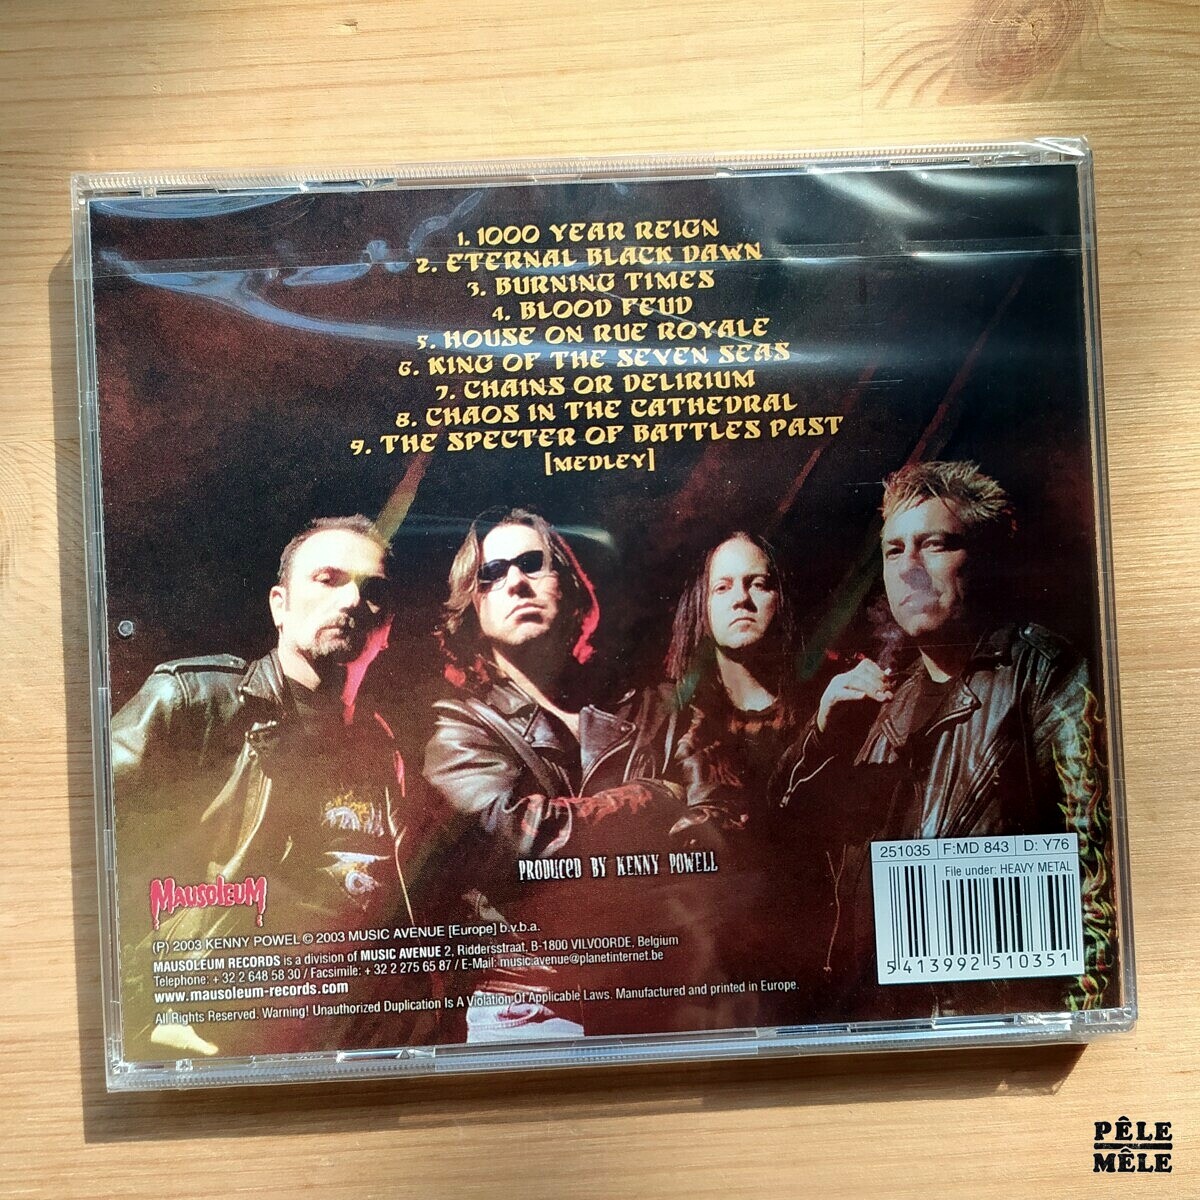 1. 1000 YEAR REIGN
2. ETERNAL BLACK DAWN
3. BURNING TIMES
4. BLOOD FEUD
5. HOUSE ON RUE ROYALE
6. KING OF THE SEVEN SEAS
7. CHAINS OR DELIRIUM
8. CHAOS IN THE CATHEDRAL
9. THE SPECTER OF BATTLES PAST
[MEDLEY]
PRODUCED BY KENNY POWELL
251035 F:MD 843 D: Y76
File under: HEAVY METAL
5 413992 510351
MAUSOLEUM
(P) 2003 KENNY POWEL © 2003 MUSIC AVENUE [Europe] b.v.b.a.
MAUSOLEUM RECORDS is a division of MUSIC AVENUE 2, Riddersstraat, B-1800 VILVOORDE, Belgium
Telephone: + 32 2 648 58 30 / Facsimile: + 32 2 275 65 87 / E-Mail: music.avenue@planetinternet.be
www.mausoleum-records.com
All Rights Reserved. Warning! Unauthorized Duplication Is A Violation Of Applicable Laws. Manufactured and printed in Europe.
PÊLE
MÊLE